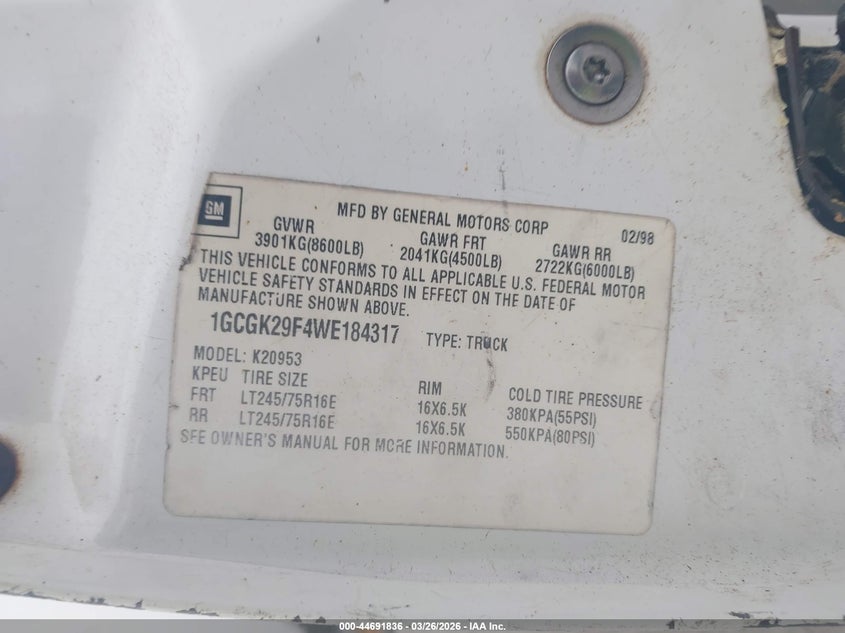 GM
MFD BY GENERAL MOTORS CORP 02/98
GVWR GAWR FRT GAWR RR
3901KG(8600LB) 2041KG(4500LB) 2722KG(6000LB)
THIS VEHICLE CONFORMS TO ALL APPLICABLE U.S. FEDERAL MOTOR
VEHICLE SAFETY STANDARDS IN EFFECT ON THE DATE OF
MANUFACTURE SHOWN ABOVE.
1GCGK29F4WE184317 TYPE: TRUCK
MODEL: K20953
KPEU TIRE SIZE RIM COLD TIRE PRESSURE
FRT LT245/75R16E 16X6.5K 380KPA(55PSI)
RR LT245/75R16E 16X6.5K 550KPA(80PSI)
SEE OWNER'S MANUAL FOR MORE INFORMATION.
000-44691836 - 03/26/2026 - IAA Inc.